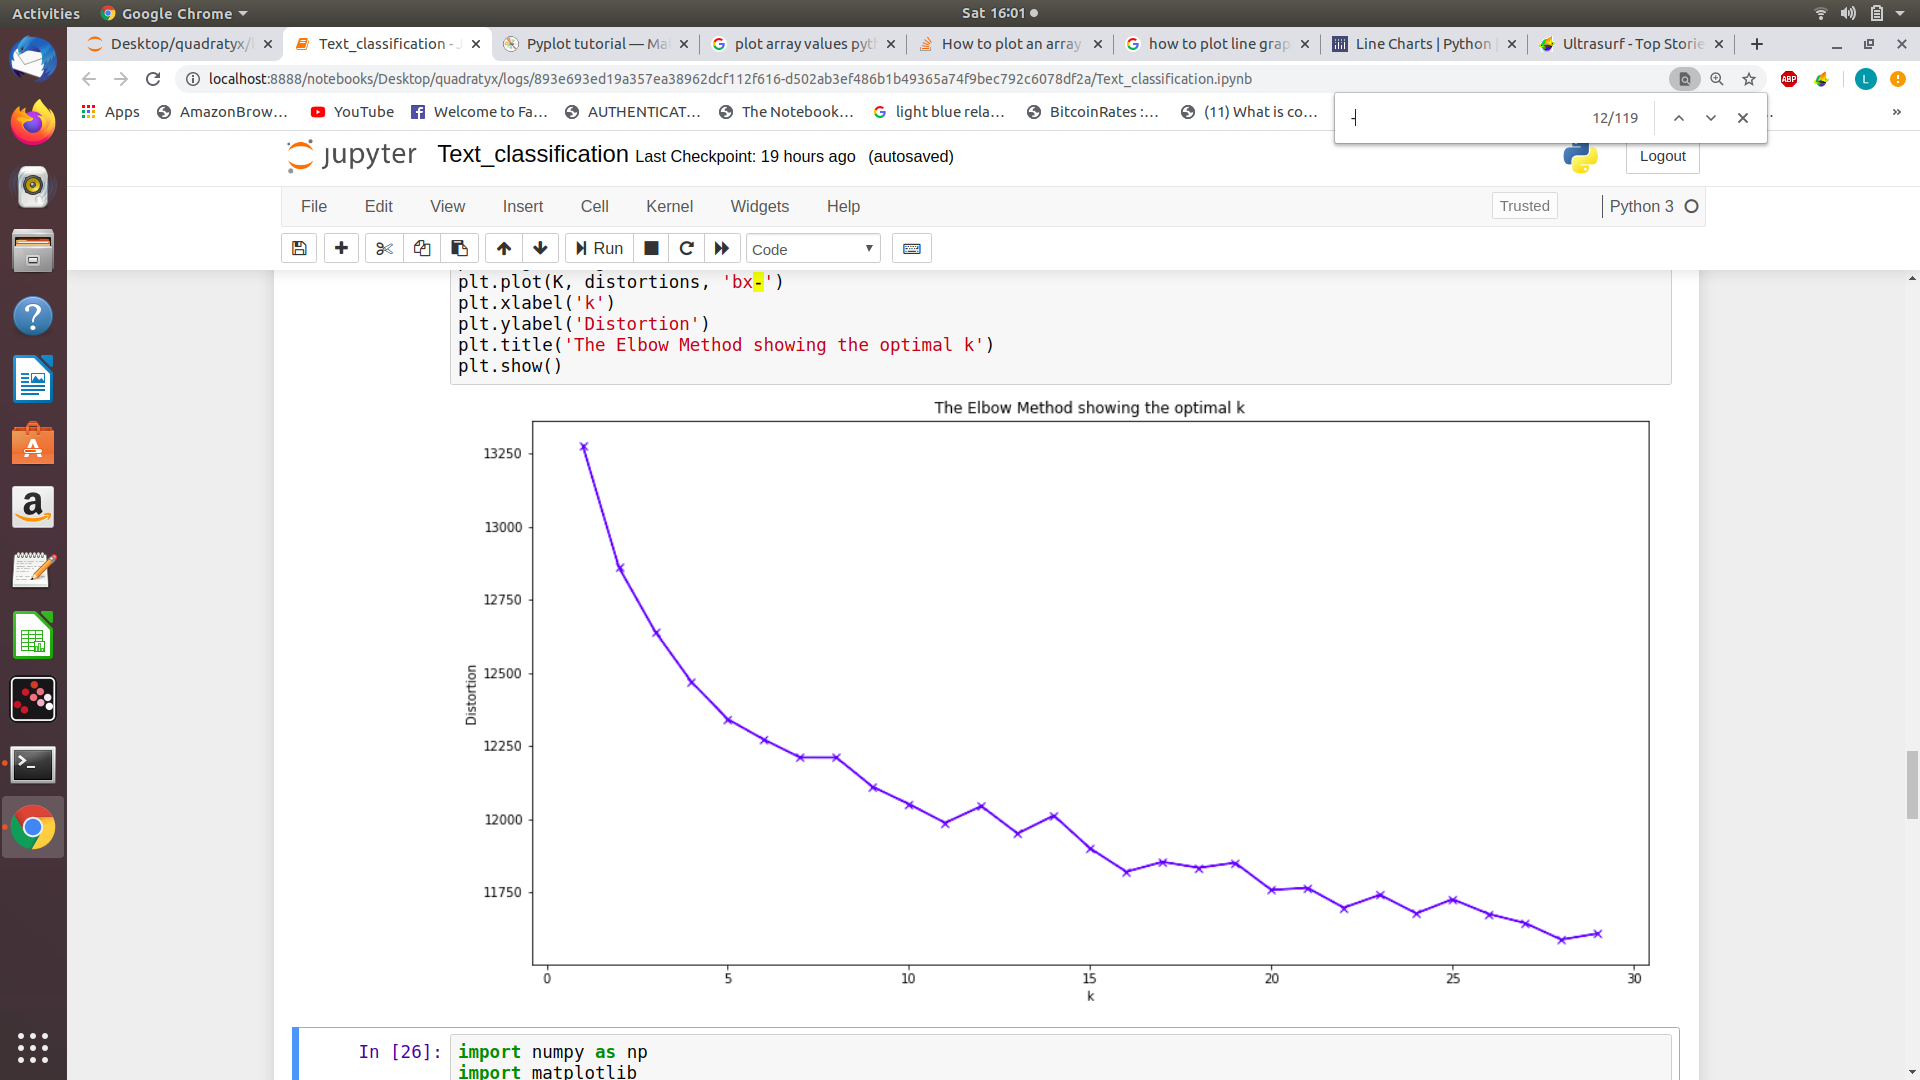 Activities Google Chrome Sat 16:01
Desktop/quadratyx/ Text_classification - Pyplot tutorial — Ma plot array values pyt How to plot an array how to plot line grap Line Charts | Python Ultrasurf - Top Storie
localhost:8888/notebooks/Desktop/quadratyx/logs/893e693ed19a357ea38962dcf112f616-d502ab3ef486b1b49365a74f9bec792c6078df2a/Text_classification.ipynb ABP L
Apps AmazonBrow... YouTube Welcome to Fa... AUTHENTICAT... The Notebook... light blue rela... BitcoinRates :... (11) What is co... »
- 12/119
jupyter Text_classification Last Checkpoint: 19 hours ago (autosaved) Logout
File Edit View Insert Cell Kernel Widgets Help Trusted Python 3
Run Code
plt.plot(K, distortions, 'bx-')
plt.xlabel('k')
plt.ylabel('Distortion')
plt.title('The Elbow Method showing the optimal k')
plt.show()
The Elbow Method showing the optimal k
13250
13000
12750
12500
Distortion
12250
12000
11750
0 5 10 15 20 25 30
k
In [26]: import numpy as np
import matplotlib